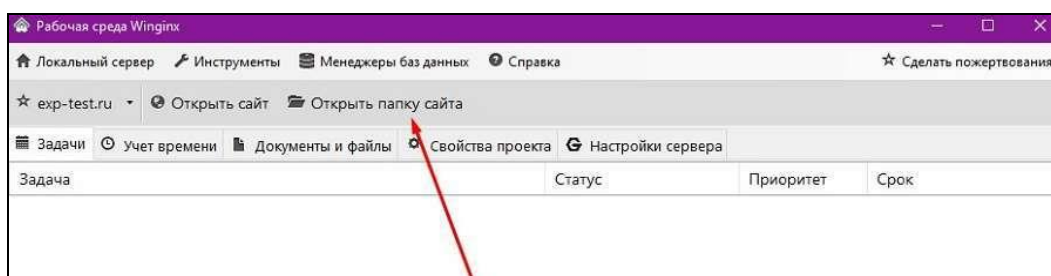 Рабочая среда Winginx
Локальный сервер Инструменты Менеджеры баз данных Справка Сделать пожертвования
exp-test.ru Открыть сайт Открыть папку сайта
Задачи Учет времени Документы и файлы Свойства проекта Настройки сервера
Задача Статус Приоритет Срок